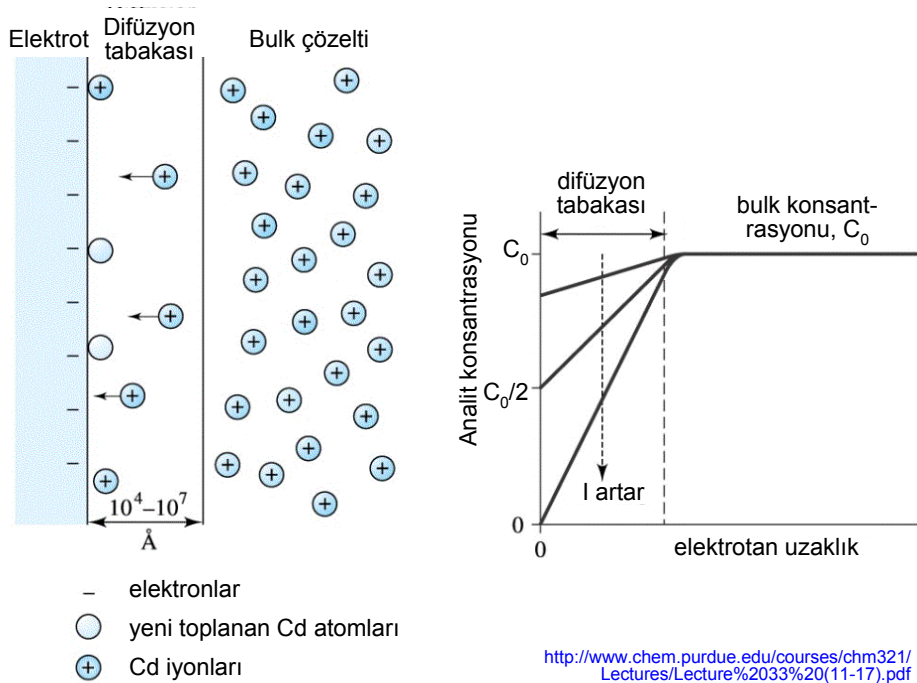 Elektrot
Difüzyon
tabakası
Bulk çözelti
10⁴–10⁷
Å
– elektronlar
yeni toplanan Cd atomları
+ Cd iyonları
Analit konsantrasyonu
difüzyon
tabakası
bulk konsant-
rasyonu, C₀
C₀
C₀/2
I artar
0
0
elektrotan uzaklık
http://www.chem.purdue.edu/courses/chm321/
Lectures/Lecture%2033%20(11-17).pdf